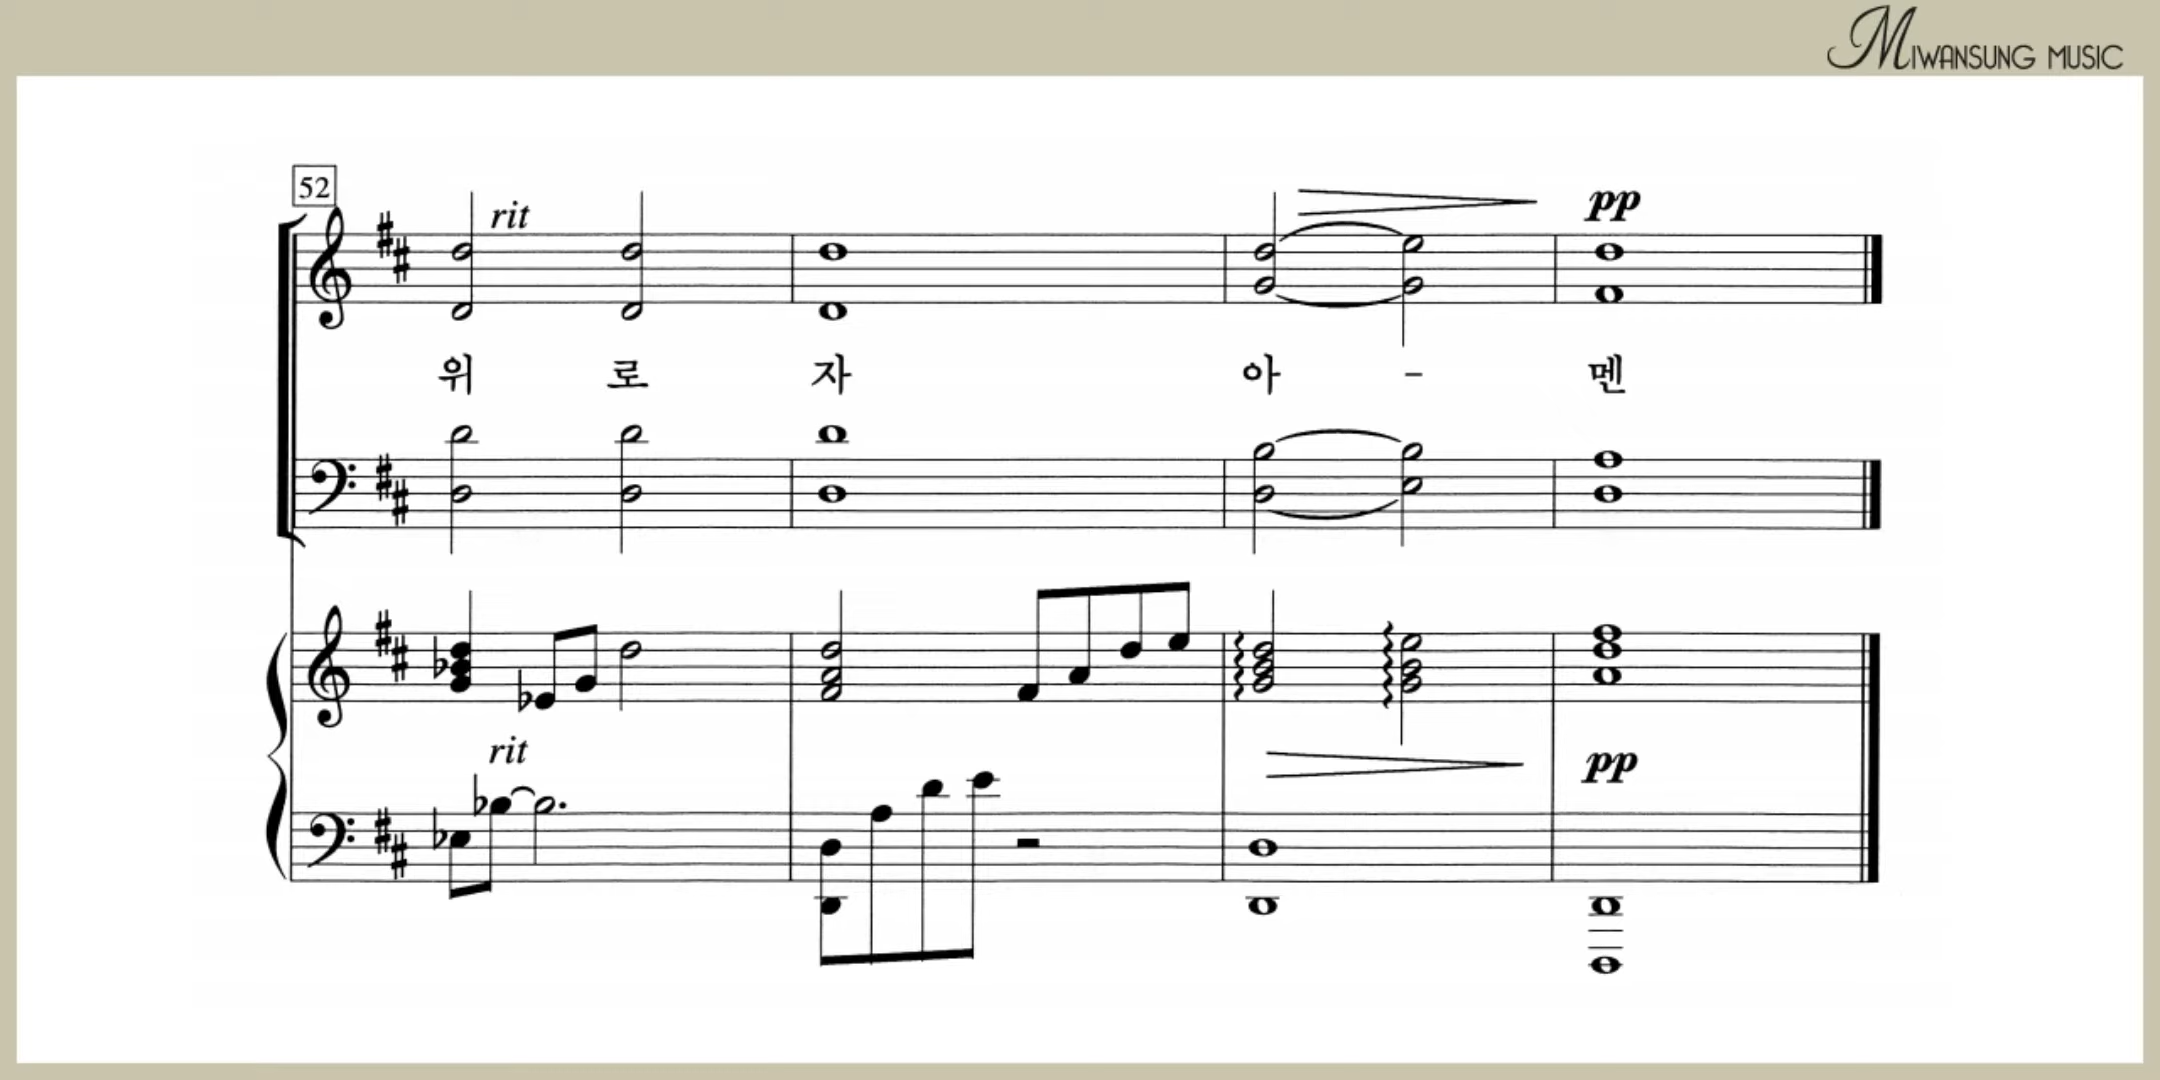 MIWANSUNG MUSIC
52
rit
pp
위 로 자 아 - 멘
rit
pp